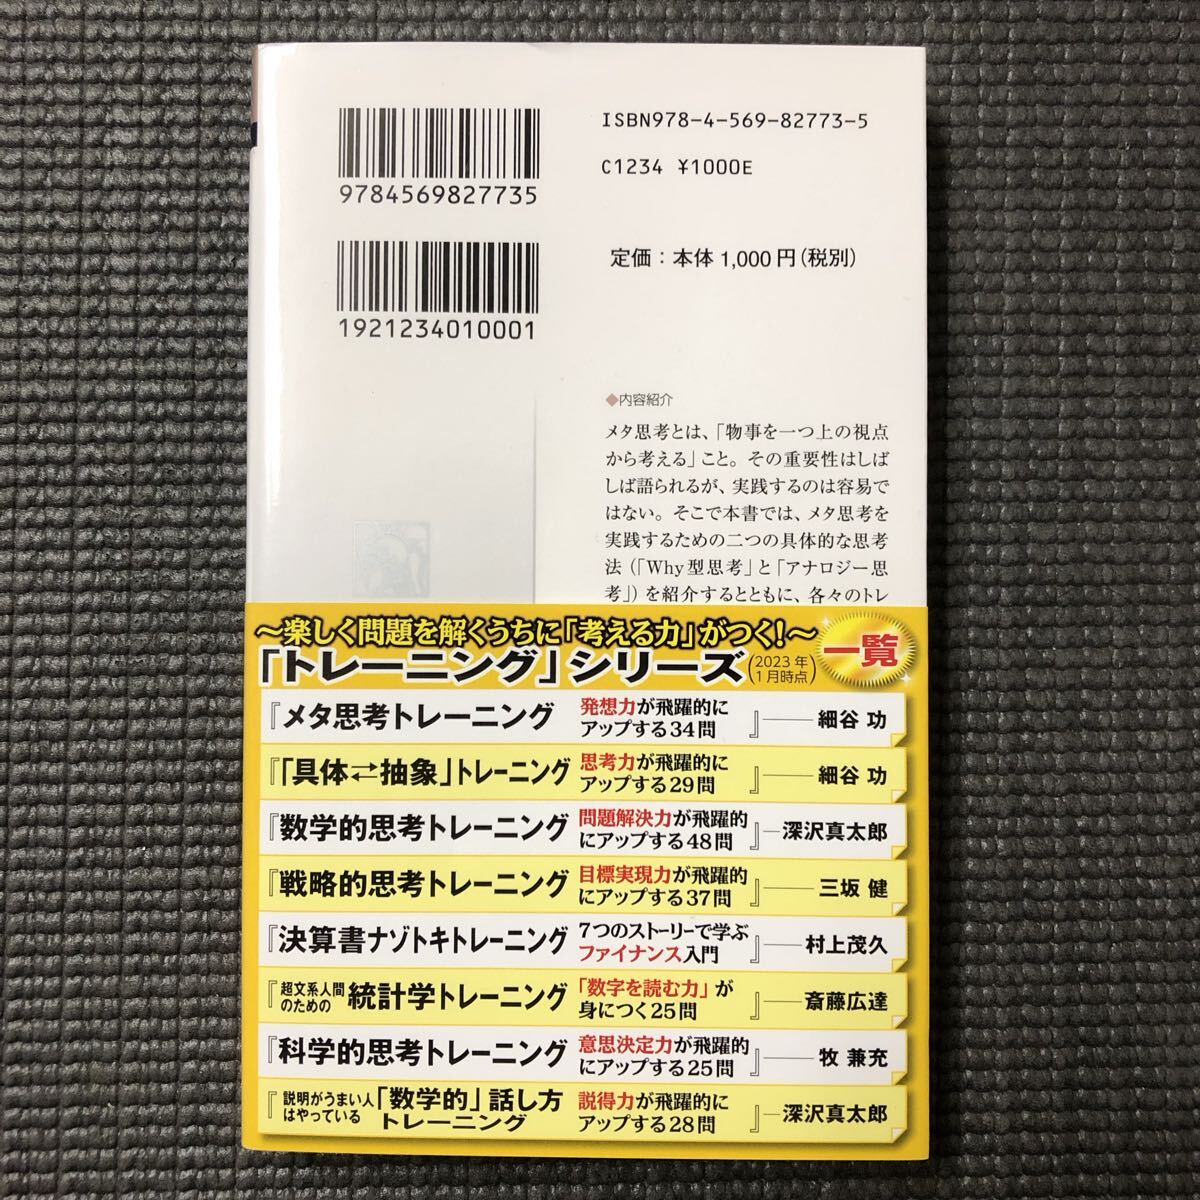 9784569827735
ISBN978-4-569-82773-5
C1234 ¥1000E
1921234010001
定価：本体1,000円(税別)
◆内容紹介
メタ思考とは、「物事を一つ上の視点
から考える」こと。その重要性はしば
しば語られるが、実践するのは容易で
はない。そこで本書では、メタ思考を
実践するための二つの具体的な思考
法（「Why型思考」と「アナロジー思
考」）を紹介するとともに、各々のトレ
～楽しく問題を解くうちに「考える力」がつく！～
「トレーニング」シリーズ（2023年1月時点）
一覧
『メタ思考トレーニング 発想力が飛躍的にアップする34問』——細谷 功
『「具体⇄抽象」トレーニング 思考力が飛躍的にアップする29問』——細谷 功
『数学的思考トレーニング 問題解決力が飛躍的にアップする48問』—深沢真太郎
『戦略的思考トレーニング 目標実現力が飛躍的にアップする37問』——三坂 健
『決算書ナゾトキトレーニング 7つのストーリーで学ぶファイナンス入門』——村上茂久
『超文系人間のための統計学トレーニング 「数字を読む力」が身につく25問』——斎藤広達
『科学的思考トレーニング 意思決定力が飛躍的にアップする25問』——牧 兼充
『説明がうまい人はやっている「数学的」話し方トレーニング 説得力が飛躍的にアップする28問』—深沢真太郎